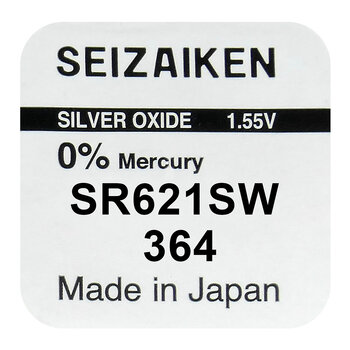 SEIZAIKEN
SILVER OXIDE 1.55V
0% Mercury
SR621SW
364
Made in Japan